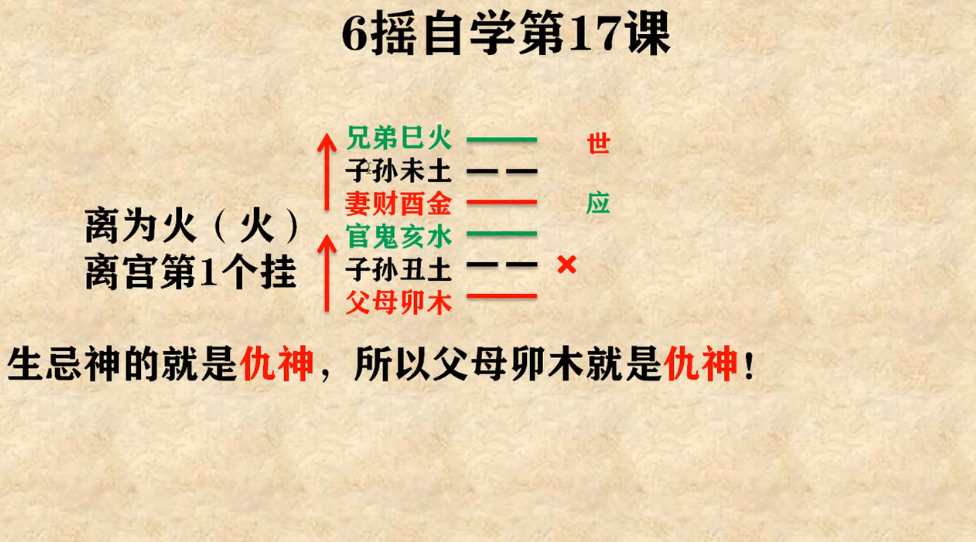 6摇自学第17课
兄弟巳火 世
子孙未土
妻财酉金 应
离为火（火）
官鬼亥水
离宫第1个挂
子孙丑土 ×
父母卯木
生忌神的就是仇神，所以父母卯木就是仇神！